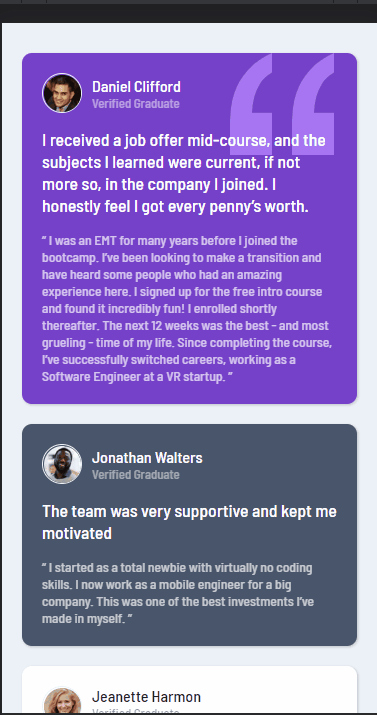 Daniel Clifford
Verified Graduate
I received a job offer mid-course, and the
subjects I learned were current, if not
more so, in the company I joined. I
honestly feel I got every penny’s worth.
“ I was an EMT for many years before I joined the
bootcamp. I’ve been looking to make a transition and
have heard some people who had an amazing
experience here. I signed up for the free intro course
and found it incredibly fun! I enrolled shortly
thereafter. The next 12 weeks was the best - and most
grueling - time of my life. Since completing the course,
I’ve successfully switched careers, working as a
Software Engineer at a VR startup. ”
Jonathan Walters
Verified Graduate
The team was very supportive and kept me
motivated
“ I started as a total newbie with virtually no coding
skills. I now work as a mobile engineer for a big
company. This was one of the best investments I’ve
made in myself. ”
Jeanette Harmon
Verified Graduate